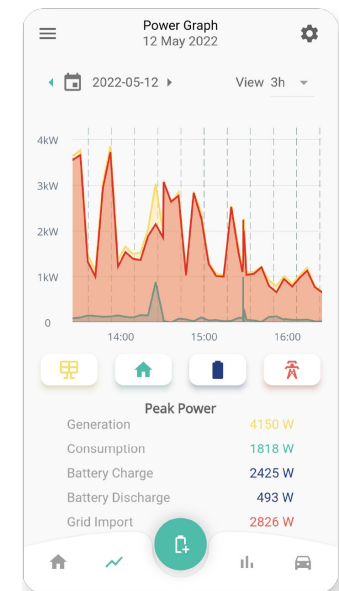 Power Graph
12 May 2022
2022-05-12 View 3h
4kW
3kW
2kW
1kW
0
14:00 15:00 16:00
Peak Power
Generation 4150 W
Consumption 1818 W
Battery Charge 2425 W
Battery Discharge 493 W
Grid Import 2826 W